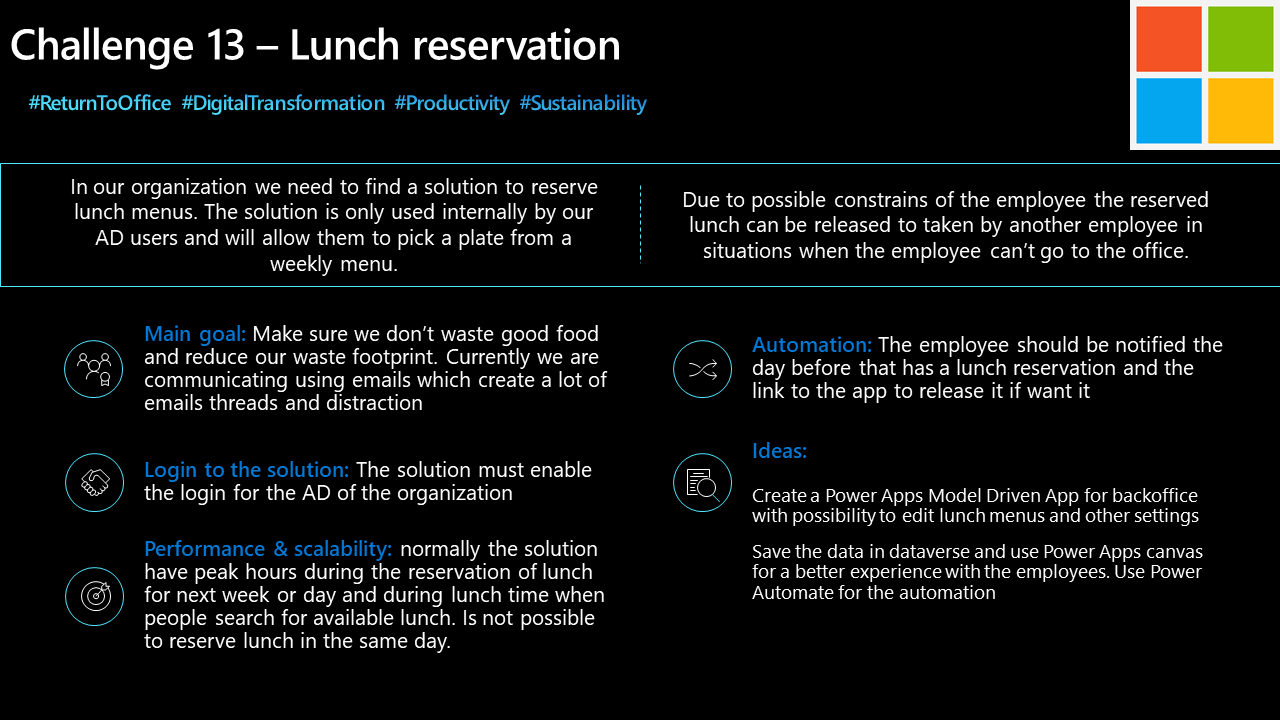 Challenge 13 – Lunch reservation
#ReturnToOffice #DigitalTransformation #Productivity #Sustainability
In our organization we need to find a solution to reserve
lunch menus. The solution is only used internally by our
AD users and will allow them to pick a plate from a
weekly menu.
Due to possible constrains of the employee the reserved
lunch can be released to taken by another employee in
situations when the employee can’t go to the office.
Main goal: Make sure we don’t waste good food
and reduce our waste footprint. Currently we are
communicating using emails which create a lot of
emails threads and distraction
Login to the solution: The solution must enable
the login for the AD of the organization
Performance & scalability: normally the solution
have peak hours during the reservation of lunch
for next week or day and during lunch time when
people search for available lunch. Is not possible
to reserve lunch in the same day.
Automation: The employee should be notified the
day before that has a lunch reservation and the
link to the app to release it if want it
Ideas:
Create a Power Apps Model Driven App for backoffice
with possibility to edit lunch menus and other settings
Save the data in dataverse and use Power Apps canvas
for a better experience with the employees. Use Power
Automate for the automation